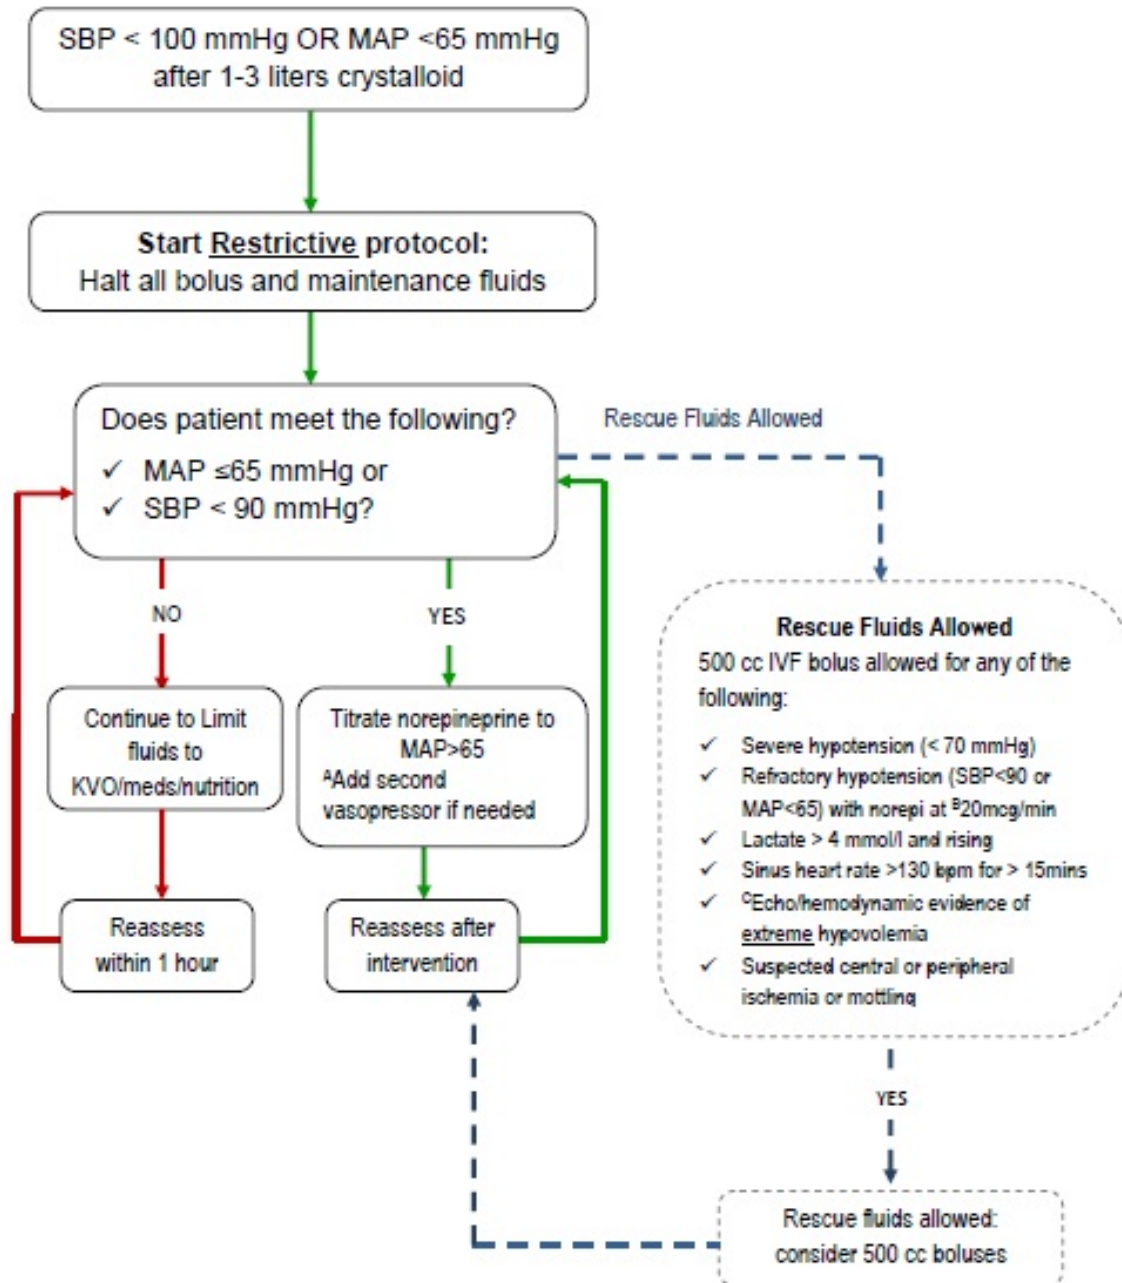 SBP < 100 mmHg OR MAP <65 mmHg
after 1-3 liters crystalloid
Start Restrictive protocol:
Halt all bolus and maintenance fluids
Does patient meet the following?
✓ MAP ≤65 mmHg or
✓ SBP < 90 mmHg?
Rescue Fluids Allowed
NO
YES
Continue to Limit
fluids to
KVO/meds/nutrition
Titrate norepineprine to
MAP>65
ᴬAdd second
vasopressor if needed
Reassess
within 1 hour
Reassess after
intervention
Rescue Fluids Allowed
500 cc IVF bolus allowed for any of the
following:
✓ Severe hypotension (< 70 mmHg)
✓ Refractory hypotension (SBP<90 or
MAP<65) with norepi at ᴮ20mcg/min
✓ Lactate > 4 mmol/l and rising
✓ Sinus heart rate >130 bpm for > 15mins
✓ ᶜEcho/hemodynamic evidence of
extreme hypovolemia
✓ Suspected central or peripheral
ischemia or mottling
YES
Rescue fluids allowed:
consider 500 cc boluses